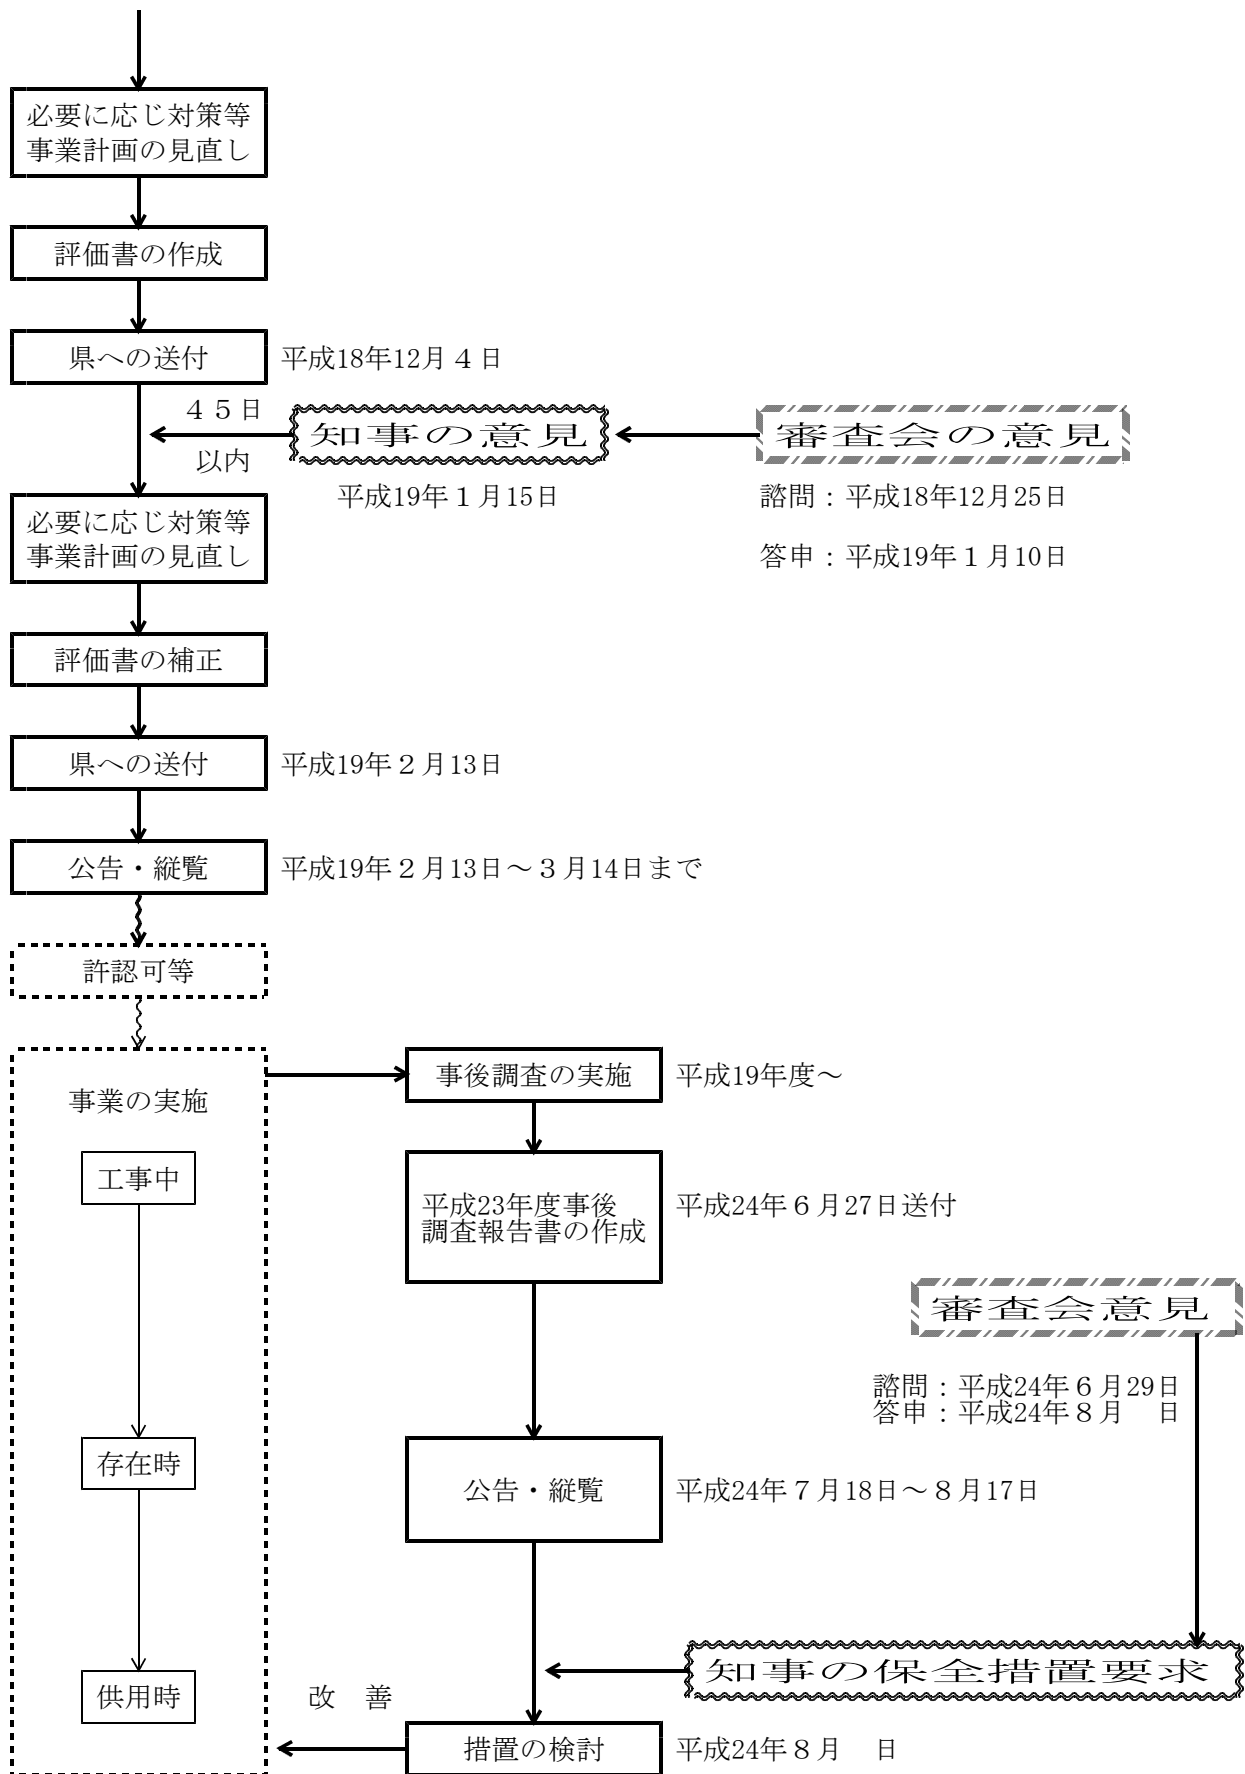 必要に応じ対策等
事業計画の見直し
評価書の作成
県への送付
平成18年12月４日
４５日
以内
知事の意見
審査会の意見
平成19年１月15日
諮問：平成18年12月25日
答申：平成19年１月10日
必要に応じ対策等
事業計画の見直し
評価書の補正
県への送付
平成19年２月13日
公告・縦覧
平成19年２月13日～３月14日まで
許認可等
事業の実施
事後調査の実施
平成19年度～
工事中
平成23年度事後
調査報告書の作成
平成24年６月27日送付
審査会意見
諮問：平成24年６月29日
答申：平成24年８月　日
存在時
公告・縦覧
平成24年７月18日～８月17日
知事の保全措置要求
供用時
改　善
措置の検討
平成24年８月　日